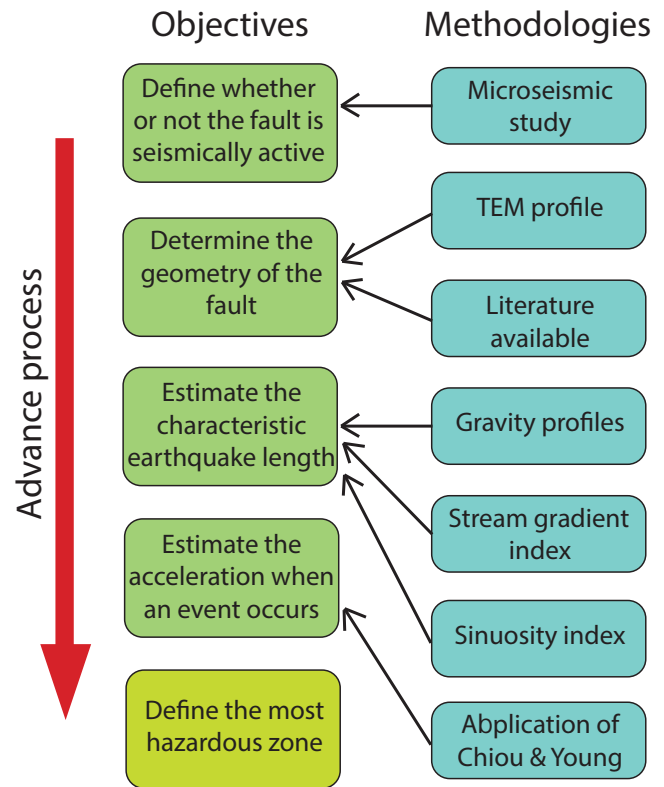 Objectives
Methodologies
Define whether
or not the fault is
seismically active
Microseismic
study
TEM profile
Determine the
geometry of the
fault
Literature
available
Advance process
Estimate the
characteristic
earthquake length
Gravity profiles
Stream gradient
index
Estimate the
acceleration when
an event occurs
Sinuosity index
Define the most
hazardous zone
Abplication of
Chiou & Young